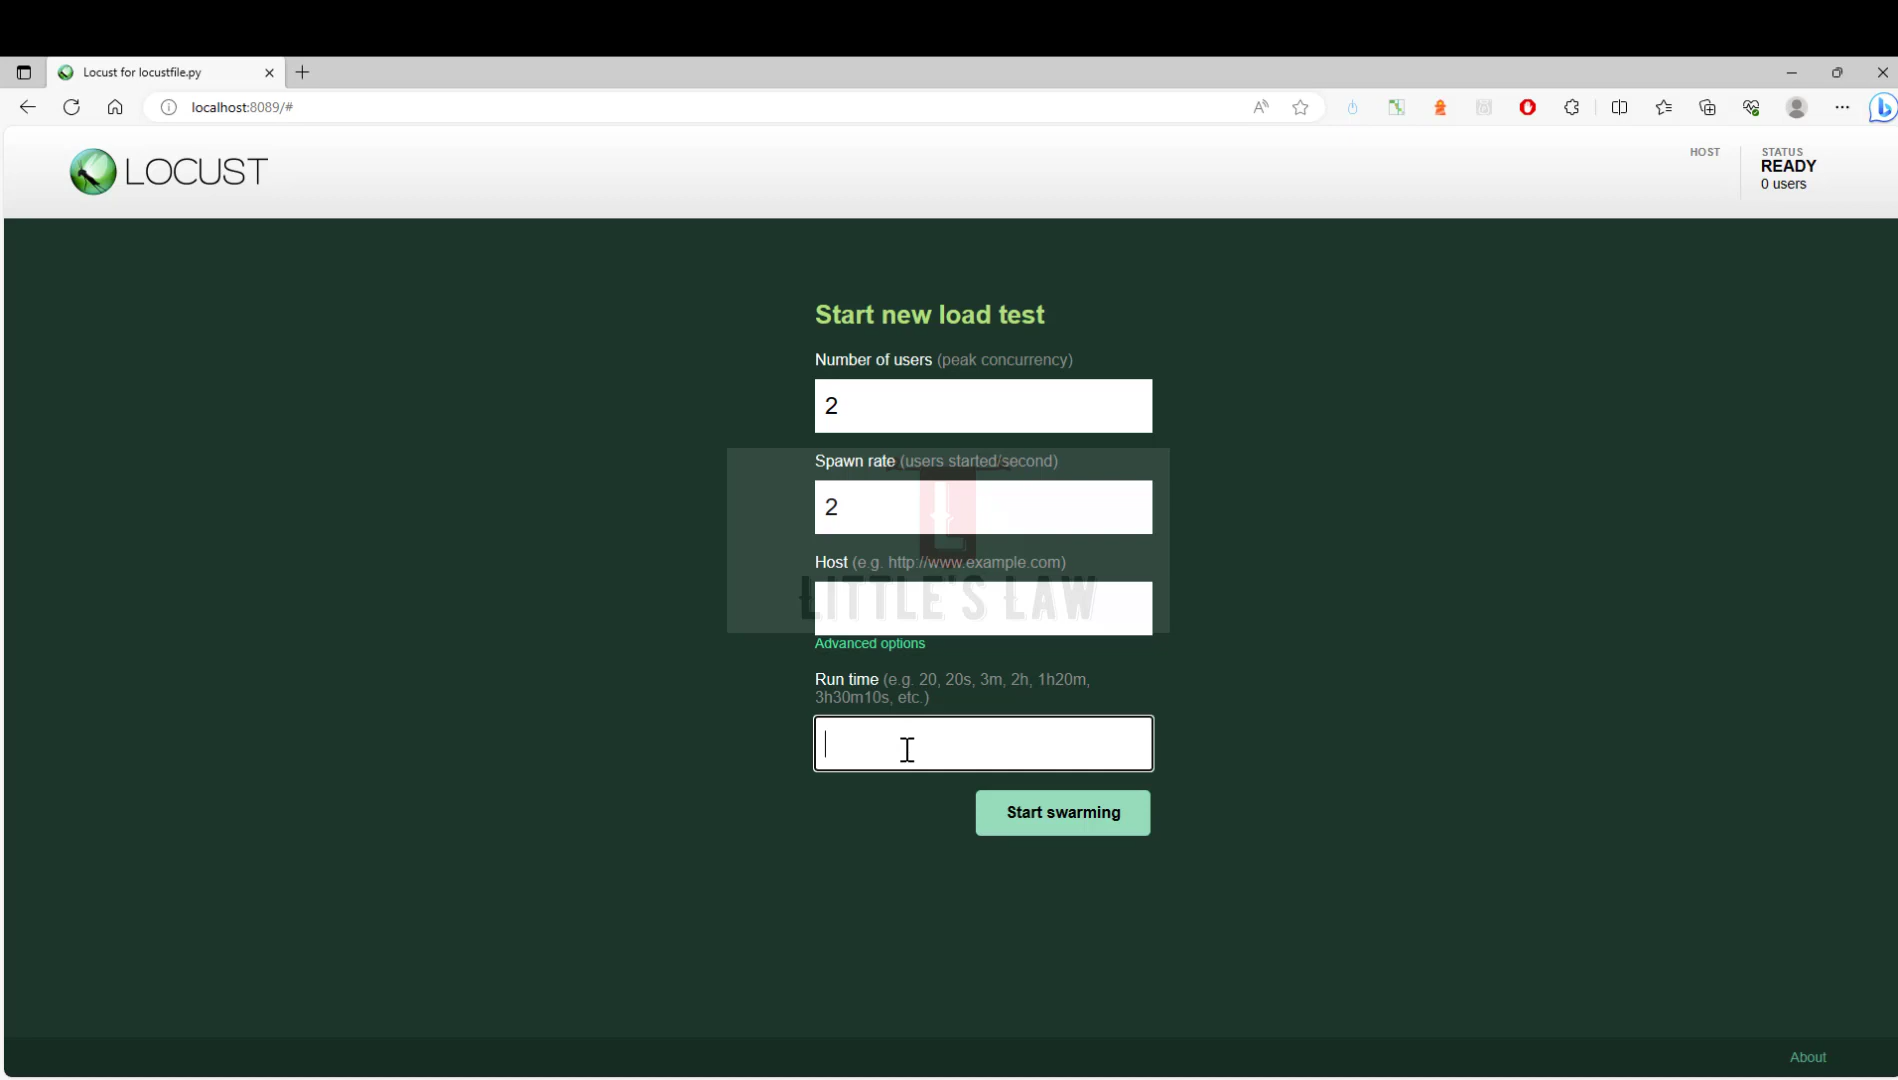 Locust for locustfile.py
localhost:8089/#
LOCUST
HOST
STATUS
READY
0 users
Start new load test
Number of users (peak concurrency)
2
Spawn rate (users started/second)
2
Host (e.g. http://www.example.com)
LITTLE'S LAW
Advanced options
Run time (e.g. 20, 20s, 3m, 2h, 1h20m,
3h30m10s, etc.)
Start swarming
About